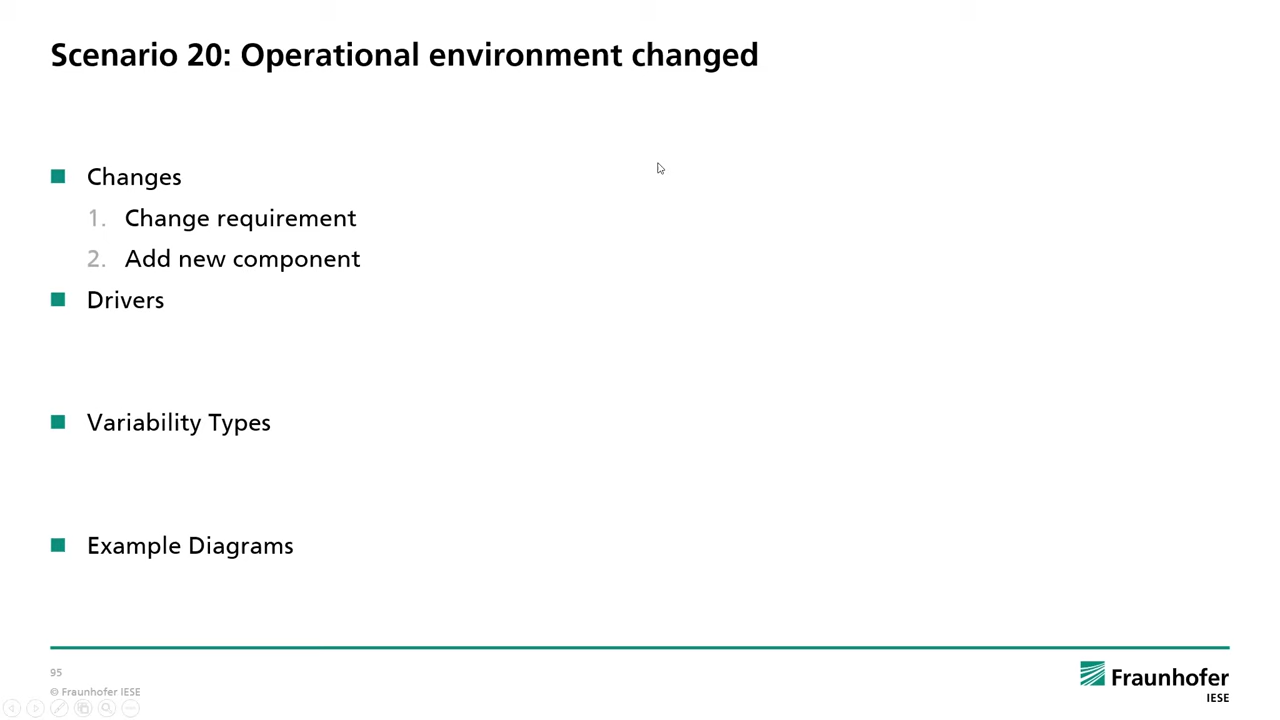 Scenario 20: Operational environment changed
Changes
1. Change requirement
2. Add new component
Drivers
Variability Types
Example Diagrams
95
© Fraunhofer IESE
Fraunhofer
IESE